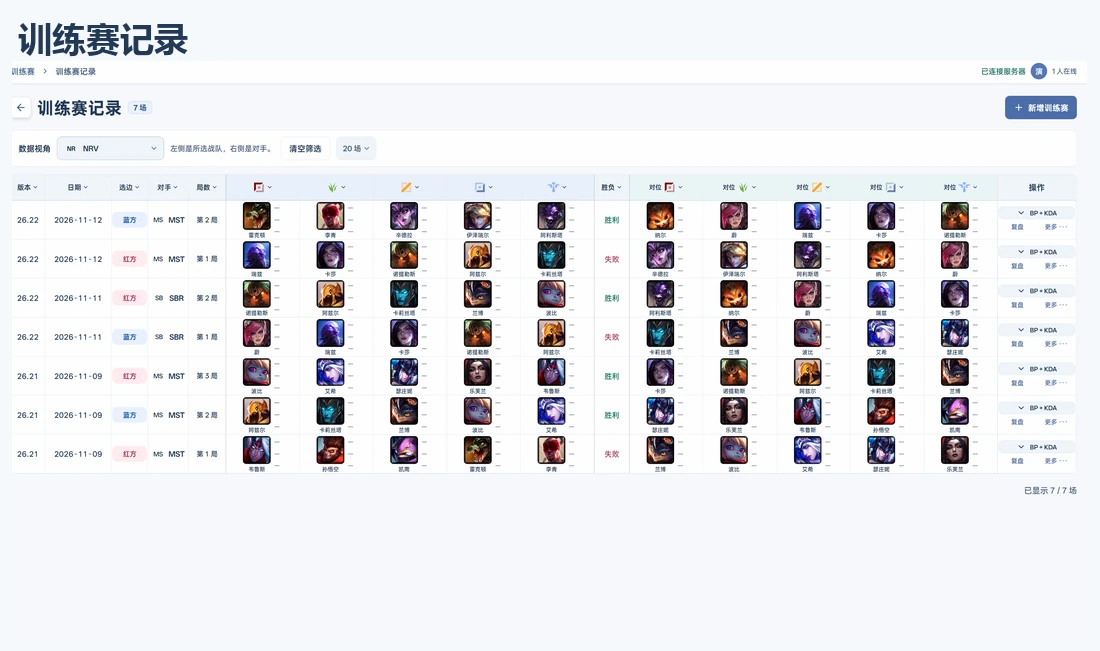 训练赛记录
训练赛 › 训练赛记录 已连接服务器 演 1人在线
← 训练赛记录 7 场 + 新增训练赛
数据视角 NR NRV 左侧是所选战队，右侧是对手。 清空筛选 20 场
版本 日期 选边 对手 局数 胜负 对位 对位 对位 对位 对位 操作
26.22 2026-11-12 蓝方 MS MST 第 2 局 胜利 BP + KDA
雷克顿 李青 辛德拉 伊泽瑞尔 阿利斯塔 纳尔 蔚 瑞兹 卡莎 诺提勒斯 复盘 更多 ···
26.22 2026-11-12 红方 MS MST 第 1 局 失败 BP + KDA
瑞兹 卡莎 诺提勒斯 阿兹尔 卡莉丝塔 辛德拉 伊泽瑞尔 阿利斯塔 纳尔 蔚 复盘 更多 ···
26.22 2026-11-11 红方 SB SBR 第 2 局 胜利 BP + KDA
诺提勒斯 阿兹尔 卡莉丝塔 兰博 波比 阿利斯塔 纳尔 蔚 瑞兹 卡莎 复盘 更多 ···
26.22 2026-11-11 蓝方 SB SBR 第 1 局 失败 BP + KDA
蔚 瑞兹 卡莎 诺提勒斯 阿兹尔 卡莉丝塔 兰博 波比 艾希 瑟庄妮 复盘 更多 ···
26.21 2026-11-09 红方 MS MST 第 3 局 胜利 BP + KDA
波比 艾希 瑟庄妮 乐芙兰 韦鲁斯 卡莎 诺提勒斯 阿兹尔 卡莉丝塔 兰博 复盘 更多 ···
26.21 2026-11-09 蓝方 MS MST 第 2 局 胜利 BP + KDA
阿兹尔 卡莉丝塔 兰博 波比 艾希 瑟庄妮 乐芙兰 韦鲁斯 孙悟空 凯南 复盘 更多 ···
26.21 2026-11-09 红方 MS MST 第 1 局 失败 BP + KDA
韦鲁斯 孙悟空 凯南 雷克顿 李青 兰博 波比 艾希 瑟庄妮 乐芙兰 复盘 更多 ···
已显示 7 / 7 场